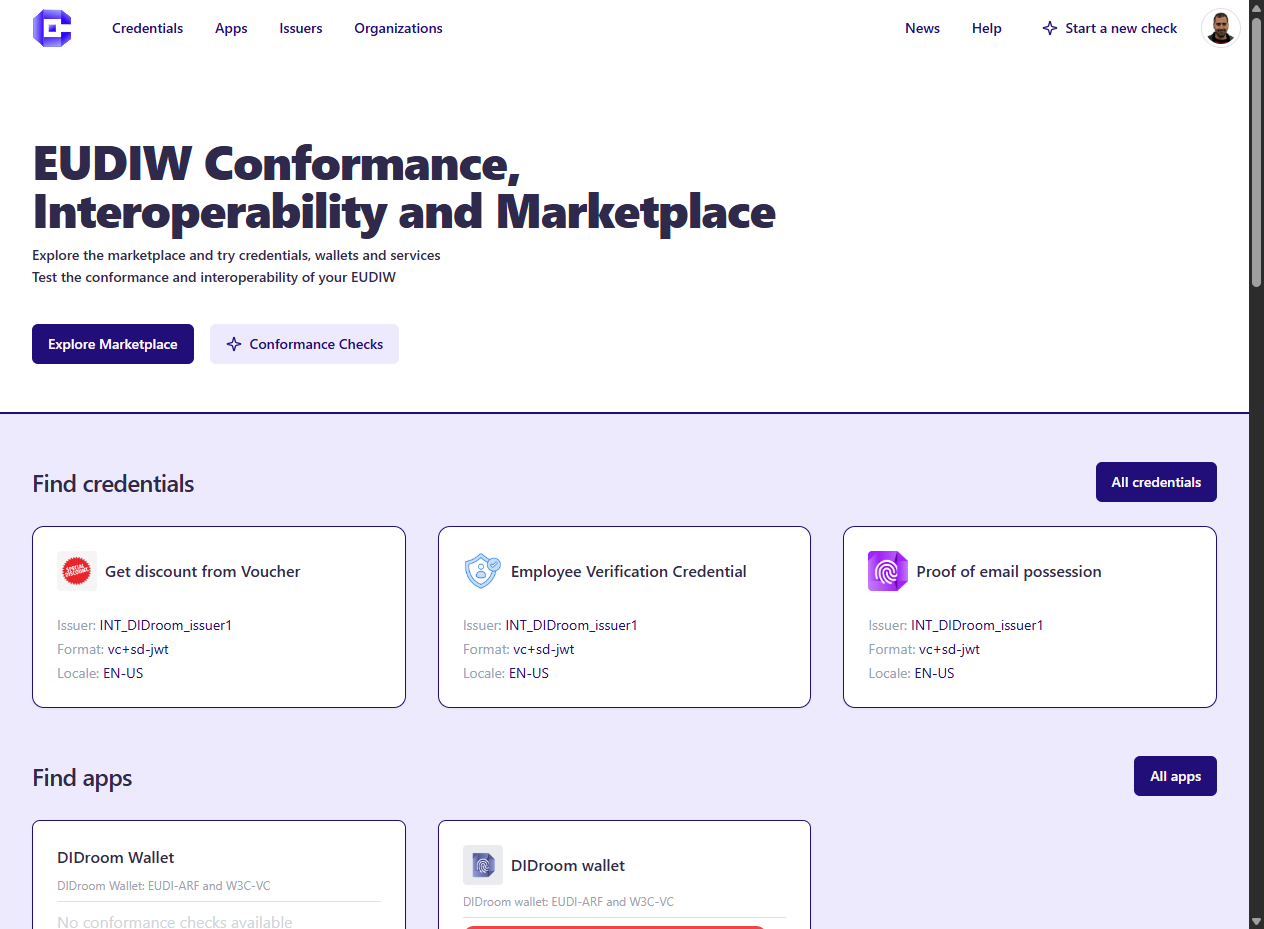 Credentials
Apps
Issuers
Organizations
News
Help
Start a new check
EUDIW Conformance,
Interoperability and Marketplace
Explore the marketplace and try credentials, wallets and services
Test the conformance and interoperability of your EUDIW
Explore Marketplace
Conformance Checks
Find credentials
All credentials
SPECIAL DISCOUNT
Get discount from Voucher
Issuer: INT_DIDroom_issuer1
Format: vc+sd-jwt
Locale: EN-US
Employee Verification Credential
Issuer: INT_DIDroom_issuer1
Format: vc+sd-jwt
Locale: EN-US
Proof of email possession
Issuer: INT_DIDroom_issuer1
Format: vc+sd-jwt
Locale: EN-US
Find apps
All apps
DIDroom Wallet
DIDroom Wallet: EUDI-ARF and W3C-VC
No conformance checks available
DIDroom wallet
DIDroom wallet: EUDI-ARF and W3C-VC